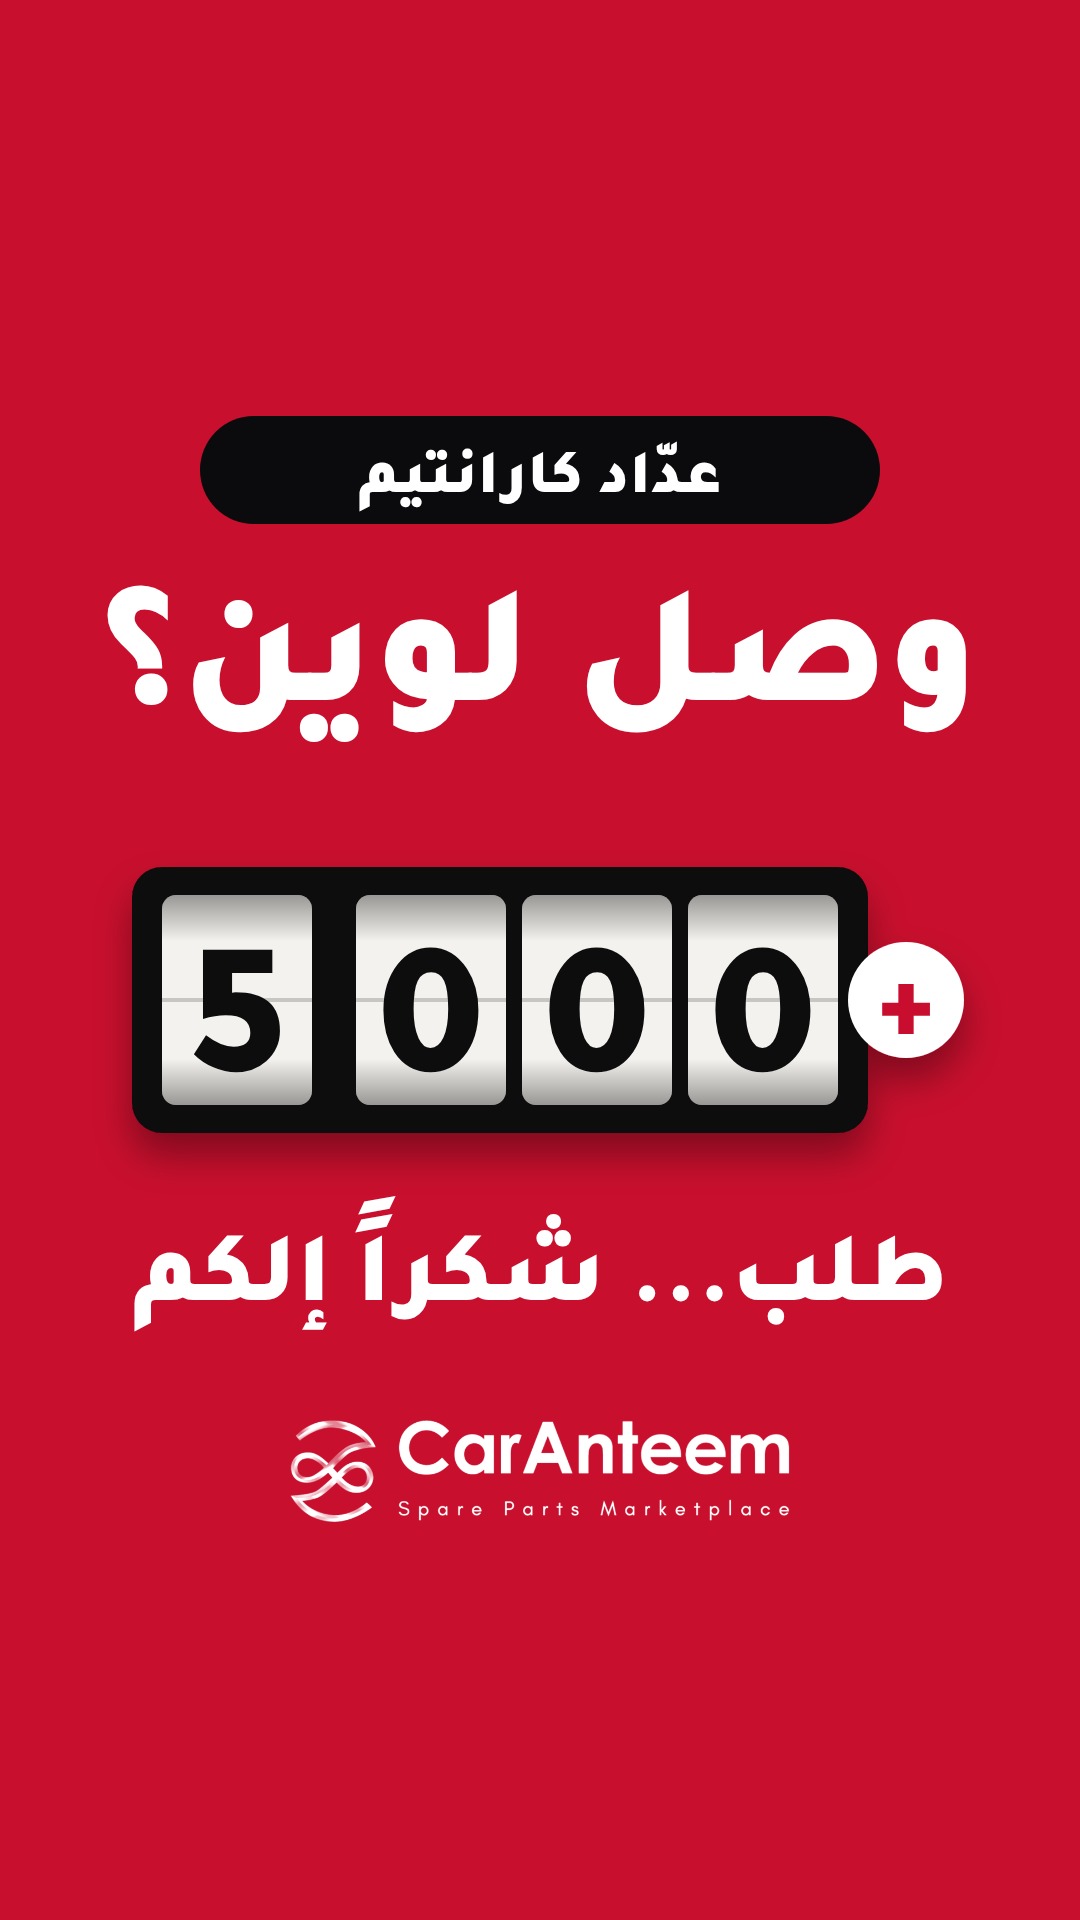 عدّاد كارانتيم
وصل لوين؟
5000+
طلب... شكراً إلكم
CarAnteem
Spare Parts Marketplace